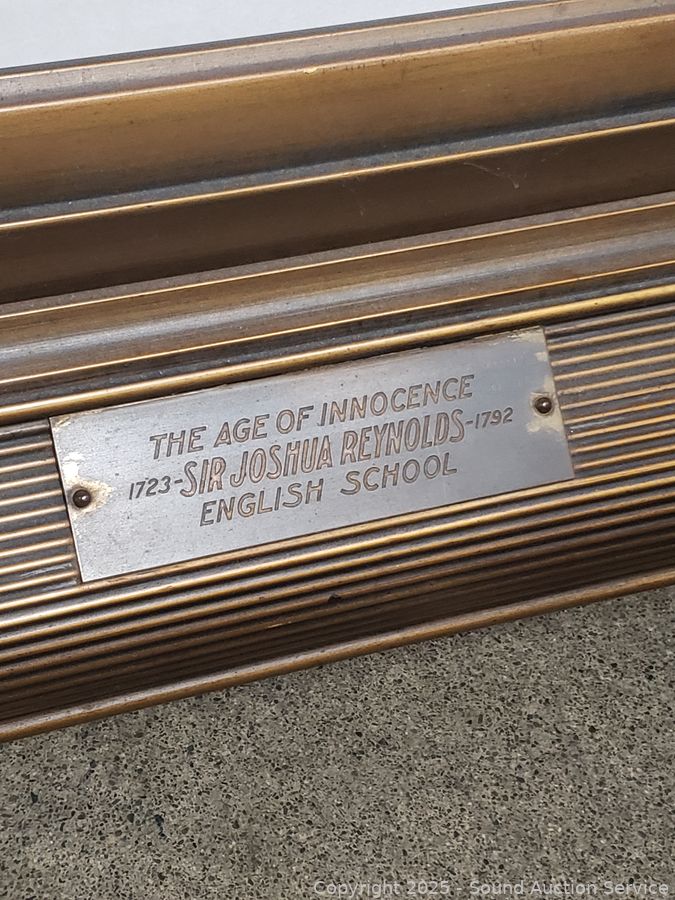 THE AGE OF INNOCENCE
1723-SIR JOSHUA REYNOLDS-1792
ENGLISH SCHOOL
Copyright 2025 - Sound Auction Service